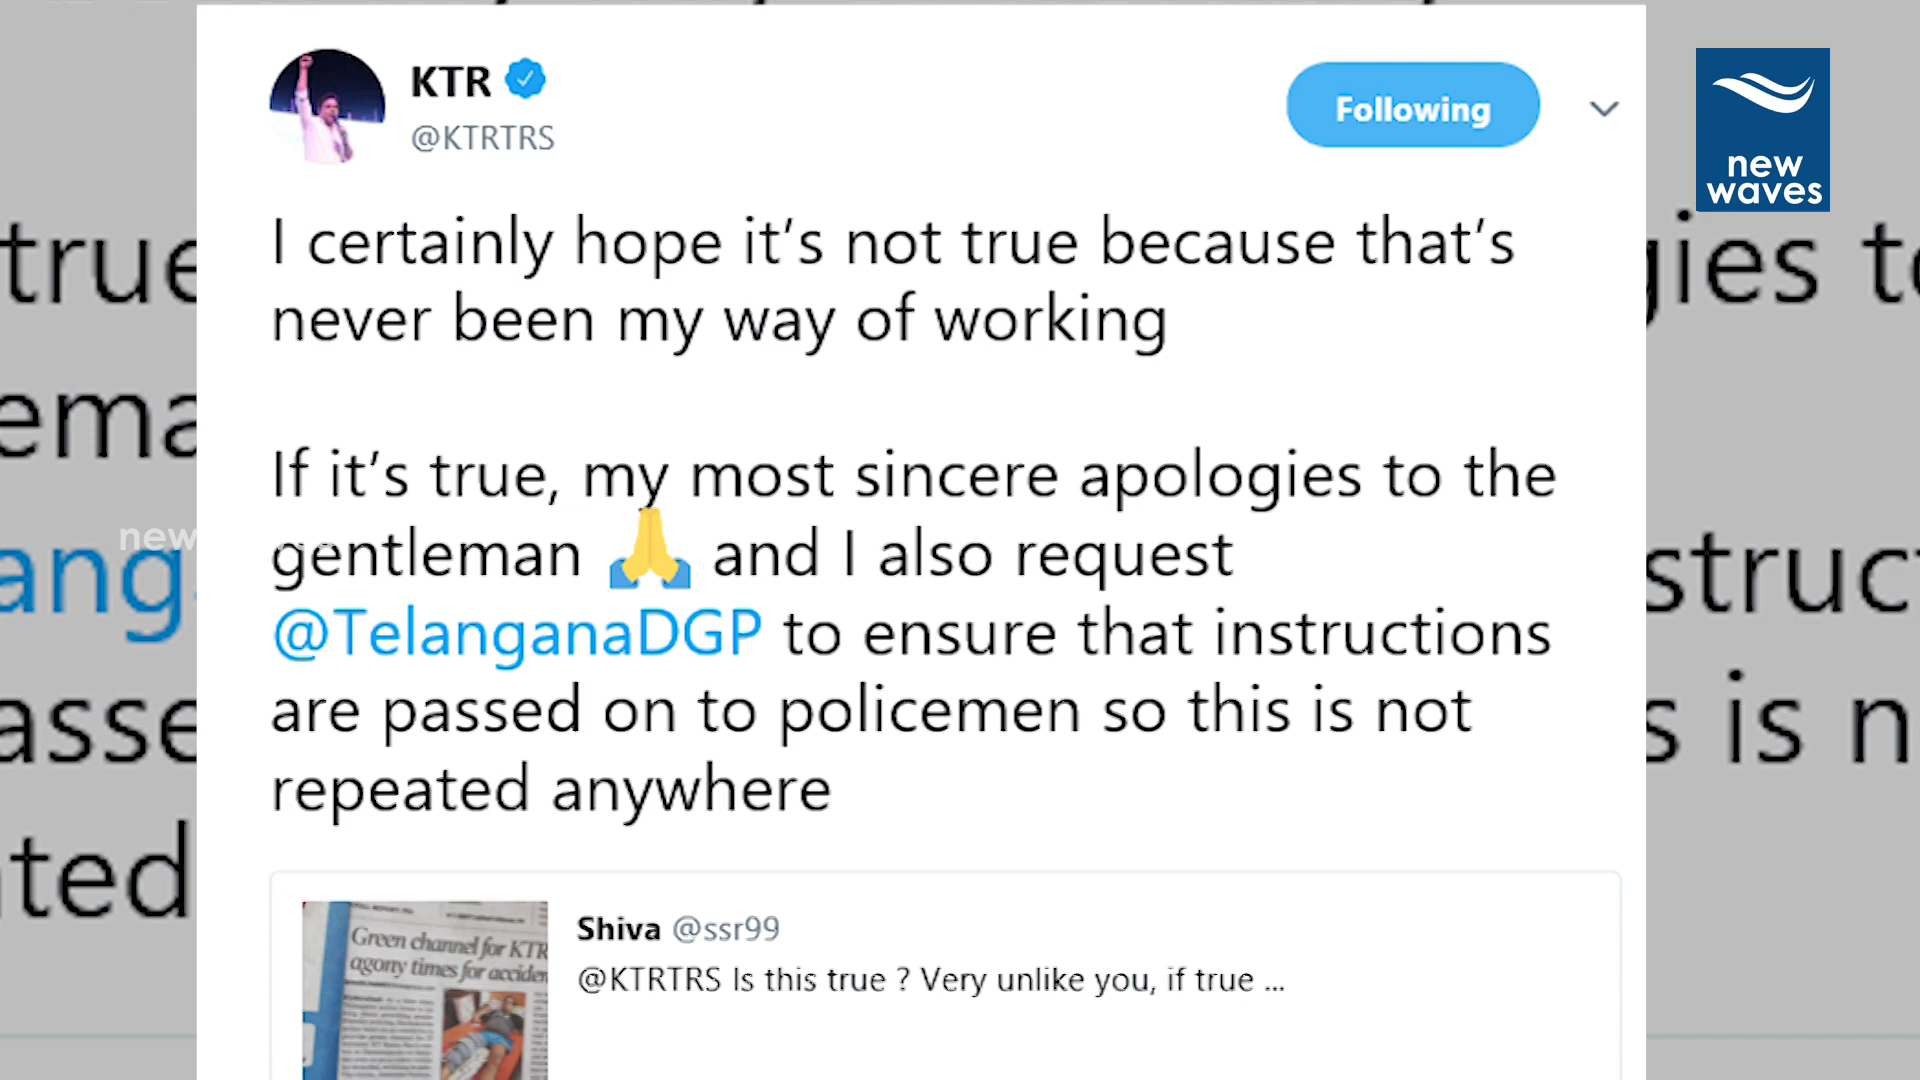 KTR
@KTRTRS
Following
new
waves
I certainly hope it’s not true because that’s
never been my way of working
If it’s true, my most sincere apologies to the
gentleman 🙏 and I also request
@TelanganaDGP to ensure that instructions
are passed on to policemen so this is not
repeated anywhere
Shiva @ssr99
@KTRTRS Is this true ? Very unlike you, if true ...
Green channel for KTR
agony times for acciden